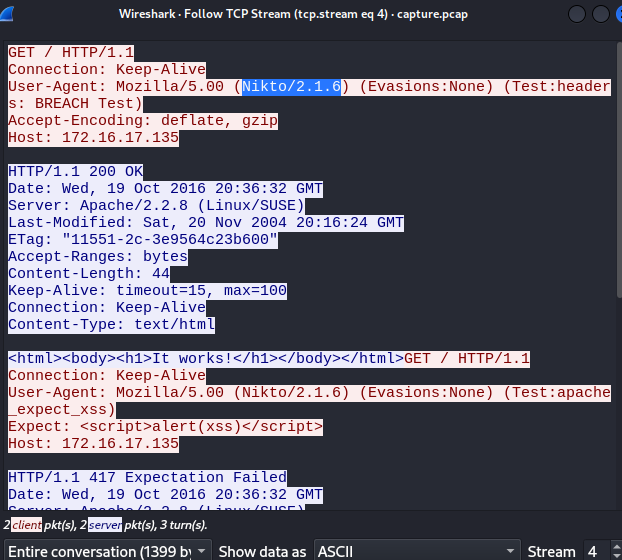 Wireshark · Follow TCP Stream (tcp.stream eq 4) · capture.pcap
GET / HTTP/1.1
Connection: Keep-Alive
User-Agent: Mozilla/5.00 (Nikto/2.1.6) (Evasions:None) (Test:header
s: BREACH Test)
Accept-Encoding: deflate, gzip
Host: 172.16.17.135
HTTP/1.1 200 OK
Date: Wed, 19 Oct 2016 20:36:32 GMT
Server: Apache/2.2.8 (Linux/SUSE)
Last-Modified: Sat, 20 Nov 2004 20:16:24 GMT
ETag: "11551-2c-3e9564c23b600"
Accept-Ranges: bytes
Content-Length: 44
Keep-Alive: timeout=15, max=100
Connection: Keep-Alive
Content-Type: text/html
<html><body><h1>It works!</h1></body></html>GET / HTTP/1.1
Connection: Keep-Alive
User-Agent: Mozilla/5.00 (Nikto/2.1.6) (Evasions:None) (Test:apache
_expect_xss)
Expect: <script>alert(xss)</script>
Host: 172.16.17.135
HTTP/1.1 417 Expectation Failed
Date: Wed, 19 Oct 2016 20:36:32 GMT
Server: Apache/2.2.8 (Linux/SUSE)
2 client pkt(s), 2 server pkt(s), 3 turn(s).
Entire conversation (1399 by Show data as ASCII Stream 4